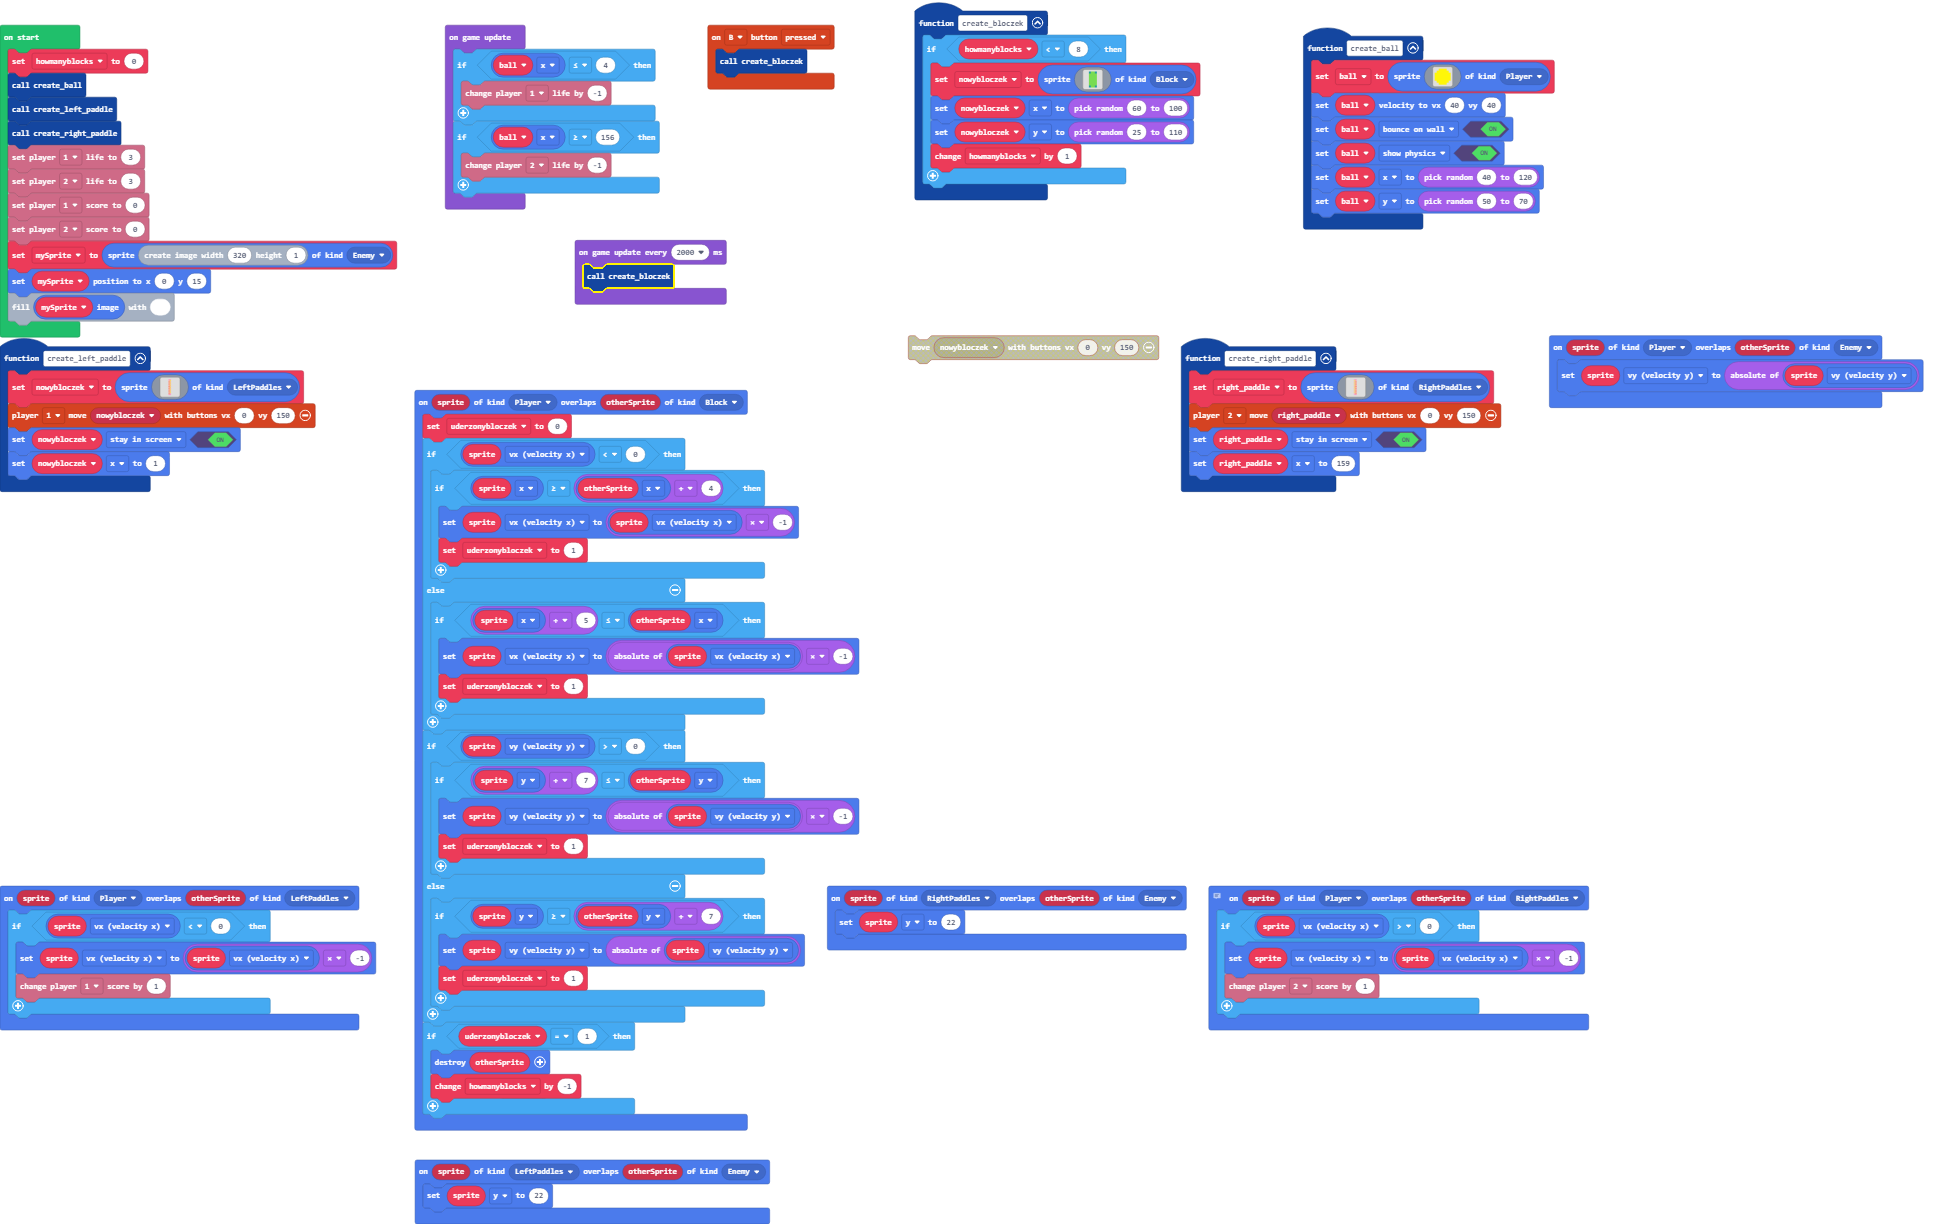 on start
set howmanyblocks to 0
call create_ball
call create_left_paddle
call create_right_paddle
set player 1 life to 3
set player 2 life to 3
set player 1 score to 0
set player 2 score to 0
set mySprite to sprite create image width 320 height 1 of kind Enemy
set mySprite position to x 0 y 15
fill mySprite image with
on game update
if ball x ≤ 4 then
change player 1 life by -1
if ball x ≥ 156 then
change player 2 life by -1
on B button pressed
call create_bloczek
function create_bloczek
if howmanyblocks < 8 then
set nowybloczek to sprite of kind Block
set nowybloczek x to pick random 60 to 100
set nowybloczek y to pick random 25 to 110
change howmanyblocks by 1
function create_ball
set ball to sprite of kind Player
set ball velocity to vx 40 vy 40
set ball bounce on wall ON
set ball show physics ON
set ball x to pick random 40 to 120
set ball y to pick random 50 to 70
on game update every 2000 ms
call create_bloczek
function create_left_paddle
set nowybloczek to sprite of kind LeftPaddles
player 1 move nowybloczek with buttons vx 0 vy 150
set nowybloczek stay in screen ON
set nowybloczek x to 1
move nowybloczek with buttons vx 0 vy 150
function create_right_paddle
set right_paddle to sprite of kind RightPaddles
player 2 move right_paddle with buttons vx 0 vy 150
set right_paddle stay in screen ON
set right_paddle x to 159
on sprite of kind Player overlaps otherSprite of kind Enemy
set sprite vy (velocity y) to absolute of sprite vy (velocity y)
on sprite of kind Player overlaps otherSprite of kind Block
set uderzonybloczek to 0
if sprite vx (velocity x) < 0 then
if sprite x ≥ otherSprite x + 4 then
set sprite vx (velocity x) to sprite vx (velocity x) × -1
set uderzonybloczek to 1
else
if sprite x + 5 ≤ otherSprite x then
set sprite vx (velocity x) to absolute of sprite vx (velocity x) × -1
set uderzonybloczek to 1
if sprite vy (velocity y) > 0 then
if sprite y + 7 ≤ otherSprite y then
set sprite vy (velocity y) to absolute of sprite vy (velocity y) × -1
set uderzonybloczek to 1
else
if sprite y ≥ otherSprite y + 7 then
set sprite vy (velocity y) to absolute of sprite vy (velocity y)
set uderzonybloczek to 1
if uderzonybloczek = 1 then
destroy otherSprite
change howmanyblocks by -1
on sprite of kind Player overlaps otherSprite of kind LeftPaddles
if sprite vx (velocity x) < 0 then
set sprite vx (velocity x) to sprite vx (velocity x) × -1
change player 1 score by 1
on sprite of kind RightPaddles overlaps otherSprite of kind Enemy
set sprite y to 22
on sprite of kind Player overlaps otherSprite of kind RightPaddles
if sprite vx (velocity x) > 0 then
set sprite vx (velocity x) to sprite vx (velocity x) × -1
change player 2 score by 1
on sprite of kind LeftPaddles overlaps otherSprite of kind Enemy
set sprite y to 22